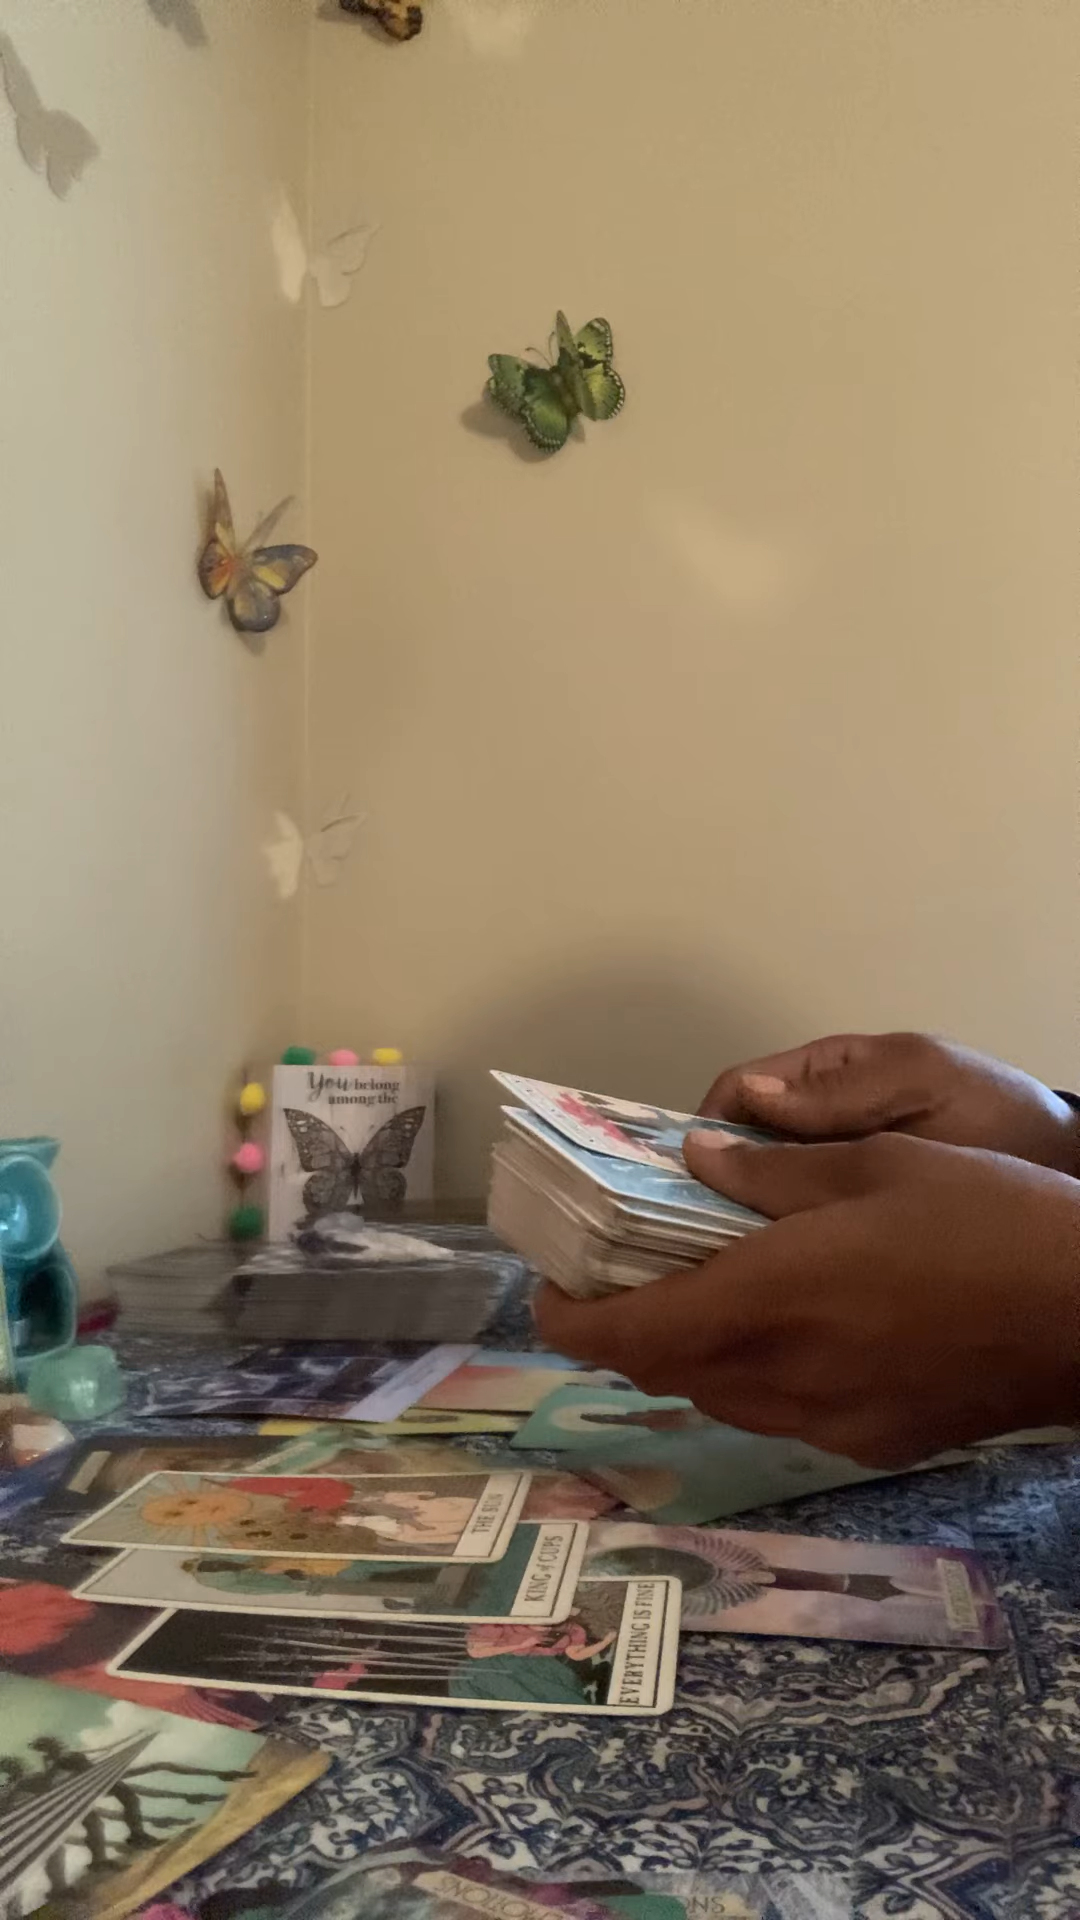 You belong
among the
THE SUN
KING of CUPS
EVERYTHING IS FINE